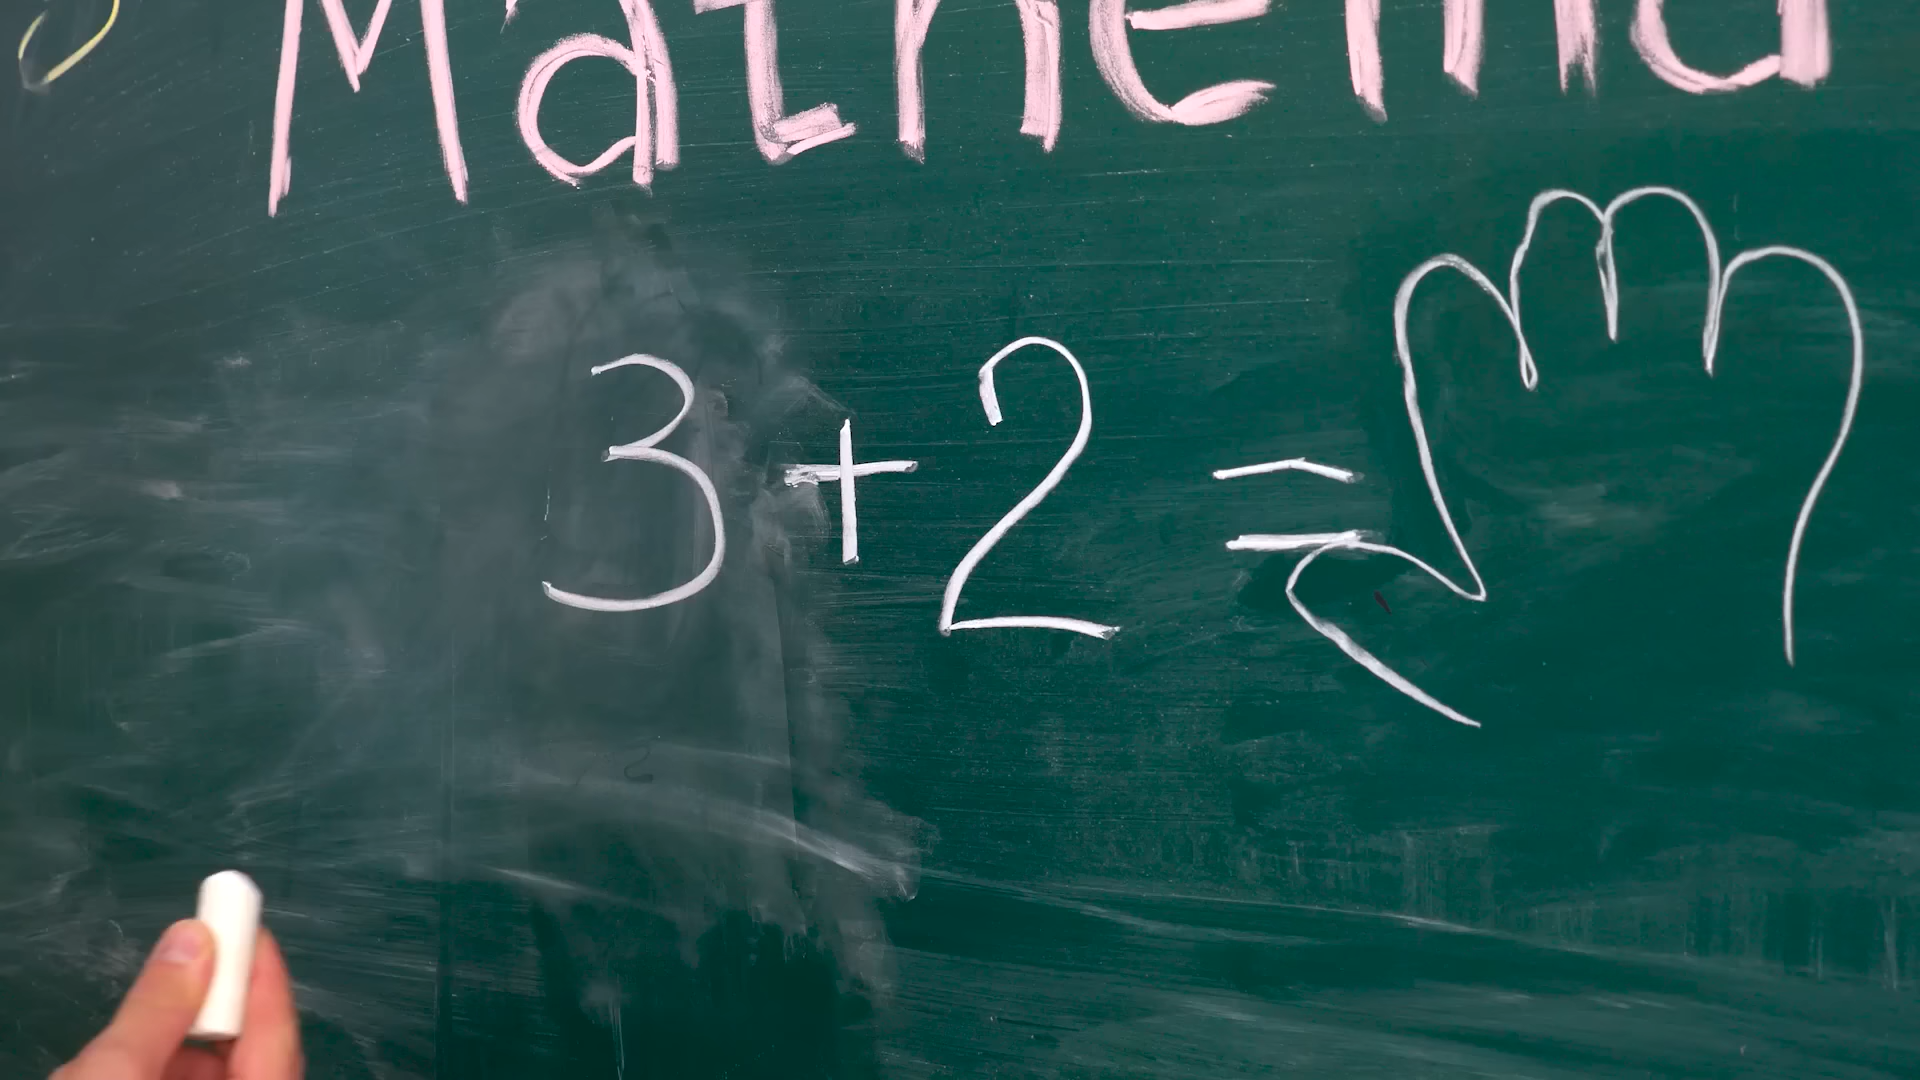 Mathema
3 + 2 =